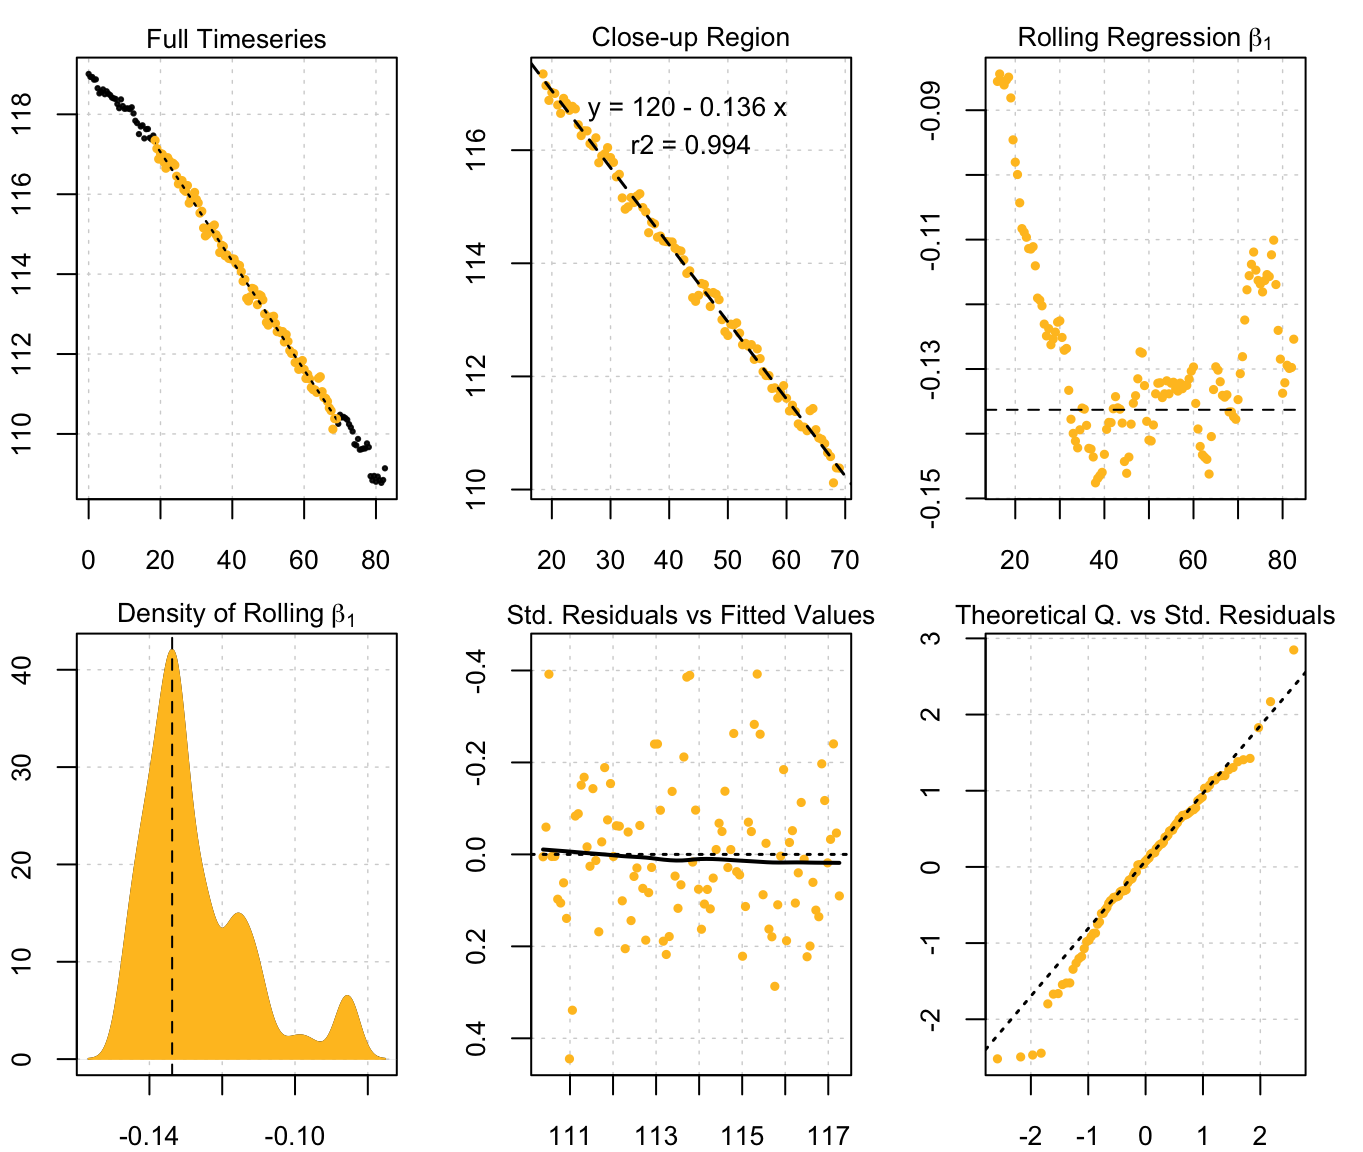 Full Timeseries
118
116
114
112
110
0 20 40 60 80
Close-up Region
y = 120 - 0.136 x
r2 = 0.994
116
114
112
110
20 30 40 50 60 70
Rolling Regression β1
-0.09
-0.11
-0.13
-0.15
20 40 60 80
Density of Rolling β1
40
30
20
10
0
-0.14 -0.10
Std. Residuals vs Fitted Values
-0.4
-0.2
0.0
0.2
0.4
111 113 115 117
Theoretical Q. vs Std. Residuals
3
2
1
0
-1
-2
-2 -1 0 1 2